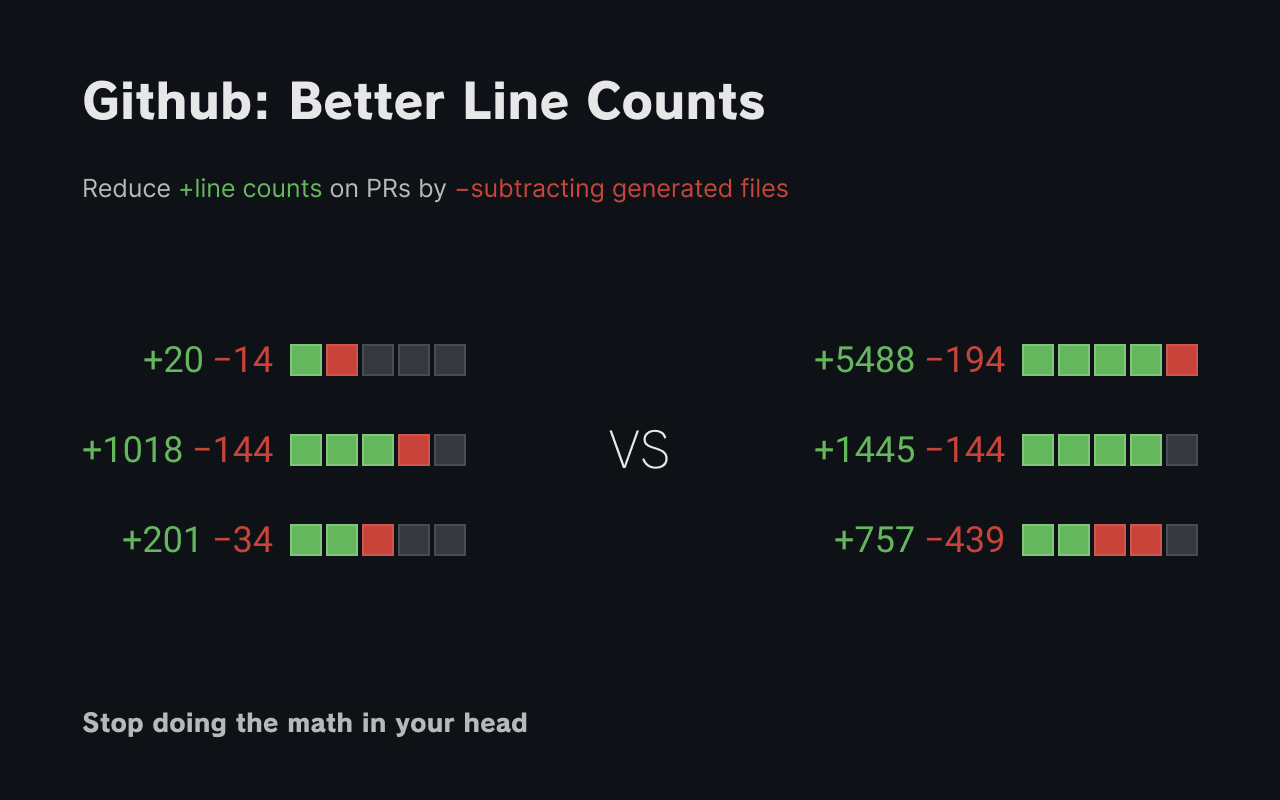 Github: Better Line Counts
Reduce +line counts on PRs by −subtracting generated files
+20 −14
+5488 −194
+1018 −144
VS
+1445 −144
+201 −34
+757 −439
Stop doing the math in your head